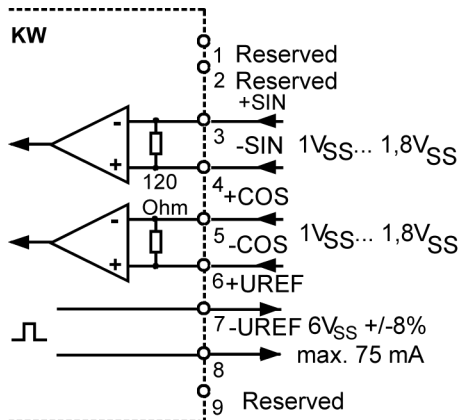 KW
1 Reserved
2 Reserved
+SIN
-
3
-SIN 1VSS... 1,8VSS
+
120
4
+COS
Ohm
-
5
-COS 1VSS... 1,8VSS
+
6
+UREF
7
-UREF 6VSS +/-8%
max. 75 mA
8
9 Reserved